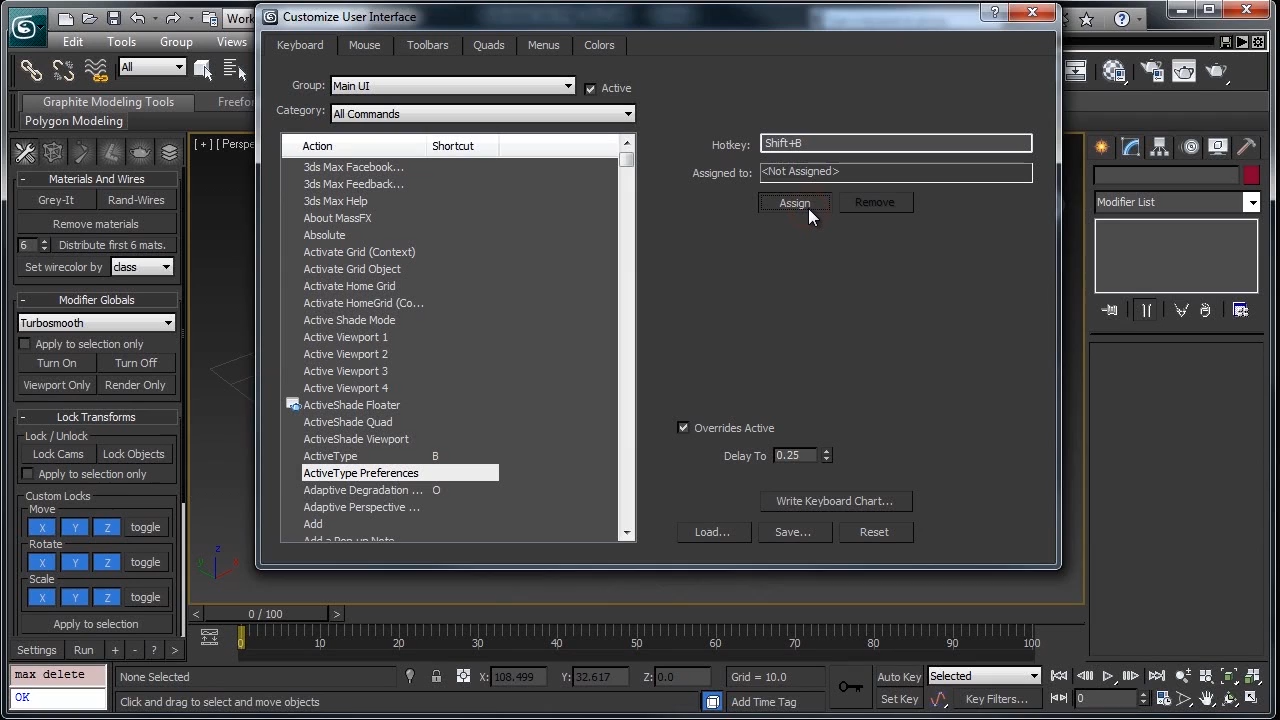 Work
Customize User Interface
?
Edit
Tools
Group
Views
All
Graphite Modeling Tools
Freefor
Polygon Modeling
Keyboard
Mouse
Toolbars
Quads
Menus
Colors
Group:
Main UI
Active
Category:
All Commands
Action
Shortcut
3ds Max Facebook...
3ds Max Feedback...
3ds Max Help
About MassFX
Absolute
Activate Grid (Context)
Activate Grid Object
Activate Home Grid
Activate HomeGrid (Co...
Active Shade Mode
Active Viewport 1
Active Viewport 2
Active Viewport 3
Active Viewport 4
ActiveShade Floater
ActiveShade Quad
ActiveShade Viewport
ActiveType B
ActiveType Preferences
Adaptive Degradation ... O
Adaptive Perspective ...
Add
Add a Pop-up Note
Hotkey:
Shift+B
Assigned to:
<Not Assigned>
Assign
Remove
Overrides Active
Delay To
0.25
Write Keyboard Chart...
Load...
Save...
Reset
[ + ] [ Perspe
Materials And Wires
Grey-It
Rand-Wires
Remove materials
6
Distribute first 6 mats.
Set wirecolor by
class
Modifier Globals
Turbosmooth
Apply to selection only
Turn On
Turn Off
Viewport Only
Render Only
Lock Transforms
Lock / Unlock
Lock Cams
Lock Objects
Apply to selection only
Custom Locks
Move
X Y Z toggle
Rotate
X Y Z toggle
Scale
X Y Z toggle
Apply to selection
Settings
Run
+
-
?
>
Modifier List
z
< 0 / 100 >
0 10 20 30 40 50 60 70 80 90 100
max delete
OK
None Selected
X: 108.499
Y: 32.617
Z: 0.0
Grid = 10.0
Auto Key
Selected
Click and drag to select and move objects
Add Time Tag
Set Key
Key Filters...
0